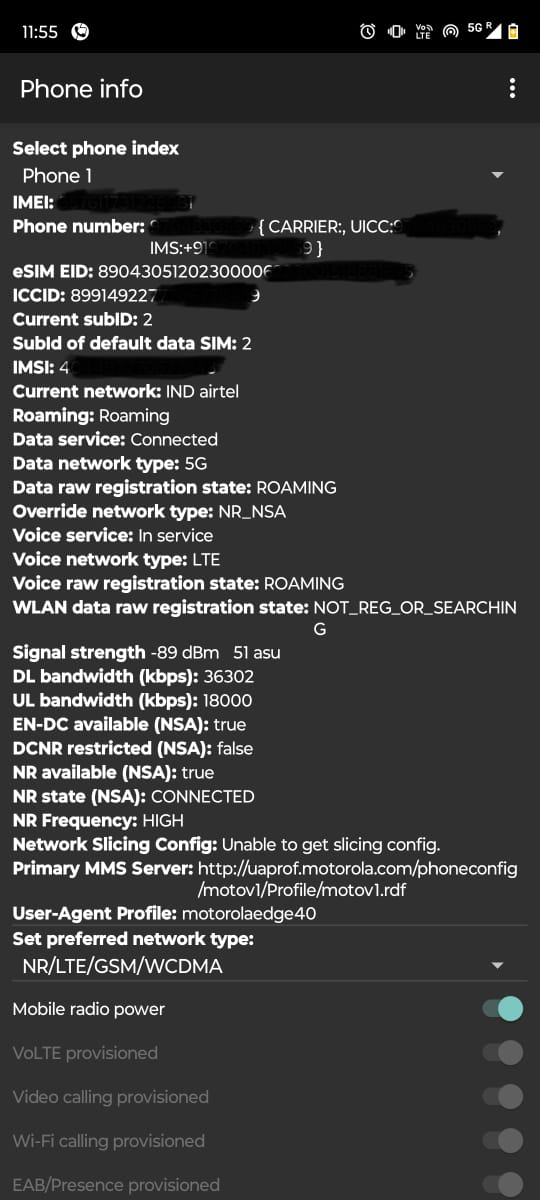 11:55
Vo) LTE 5G R
Phone info
Select phone index
Phone 1
IMEI:
Phone number: { CARRIER:, UICC:
IMS:+91 9 }
eSIM EID: 8904305120230000
ICCID: 8991492277 9
Current subID: 2
SubId of default data SIM: 2
IMSI: 4
Current network: IND airtel
Roaming: Roaming
Data service: Connected
Data network type: 5G
Data raw registration state: ROAMING
Override network type: NR_NSA
Voice service: In service
Voice network type: LTE
Voice raw registration state: ROAMING
WLAN data raw registration state: NOT_REG_OR_SEARCHIN
G
Signal strength -89 dBm 51 asu
DL bandwidth (kbps): 36302
UL bandwidth (kbps): 18000
EN-DC available (NSA): true
DCNR restricted (NSA): false
NR available (NSA): true
NR state (NSA): CONNECTED
NR Frequency: HIGH
Network Slicing Config: Unable to get slicing config.
Primary MMS Server: http://uaprof.motorola.com/phoneconfig
/motov1/Profile/motov1.rdf
User-Agent Profile: motorolaedge40
Set preferred network type:
NR/LTE/GSM/WCDMA
Mobile radio power
VoLTE provisioned
Video calling provisioned
Wi-Fi calling provisioned
EAB/Presence provisioned